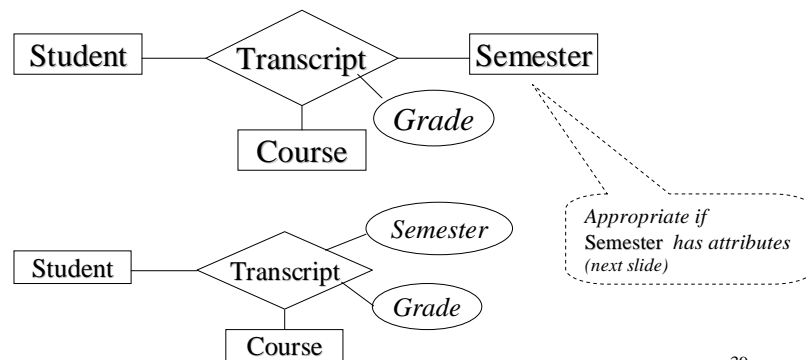 Student
Transcript
Semester
Grade
Course
Appropriate if
Semester has attributes
(next slide)
Semester
Student
Transcript
Grade
Course